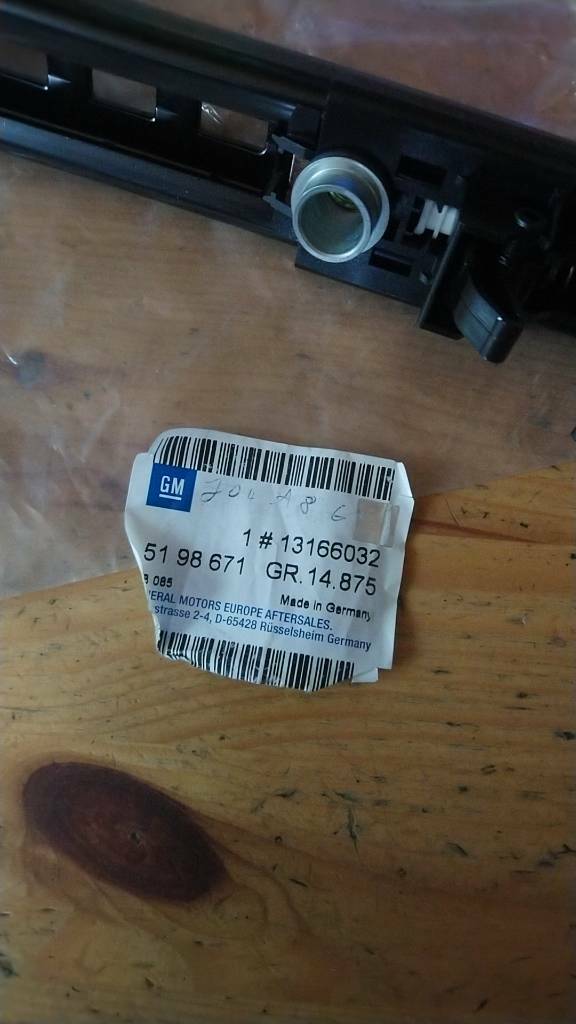 GM
1 # 13166032
51 98 671 GR.14.875
085
Made in Germany
ERAL MOTORS EUROPE AFTERSALES.
strasse 2-4, D-65428 Rüsselsheim Germany